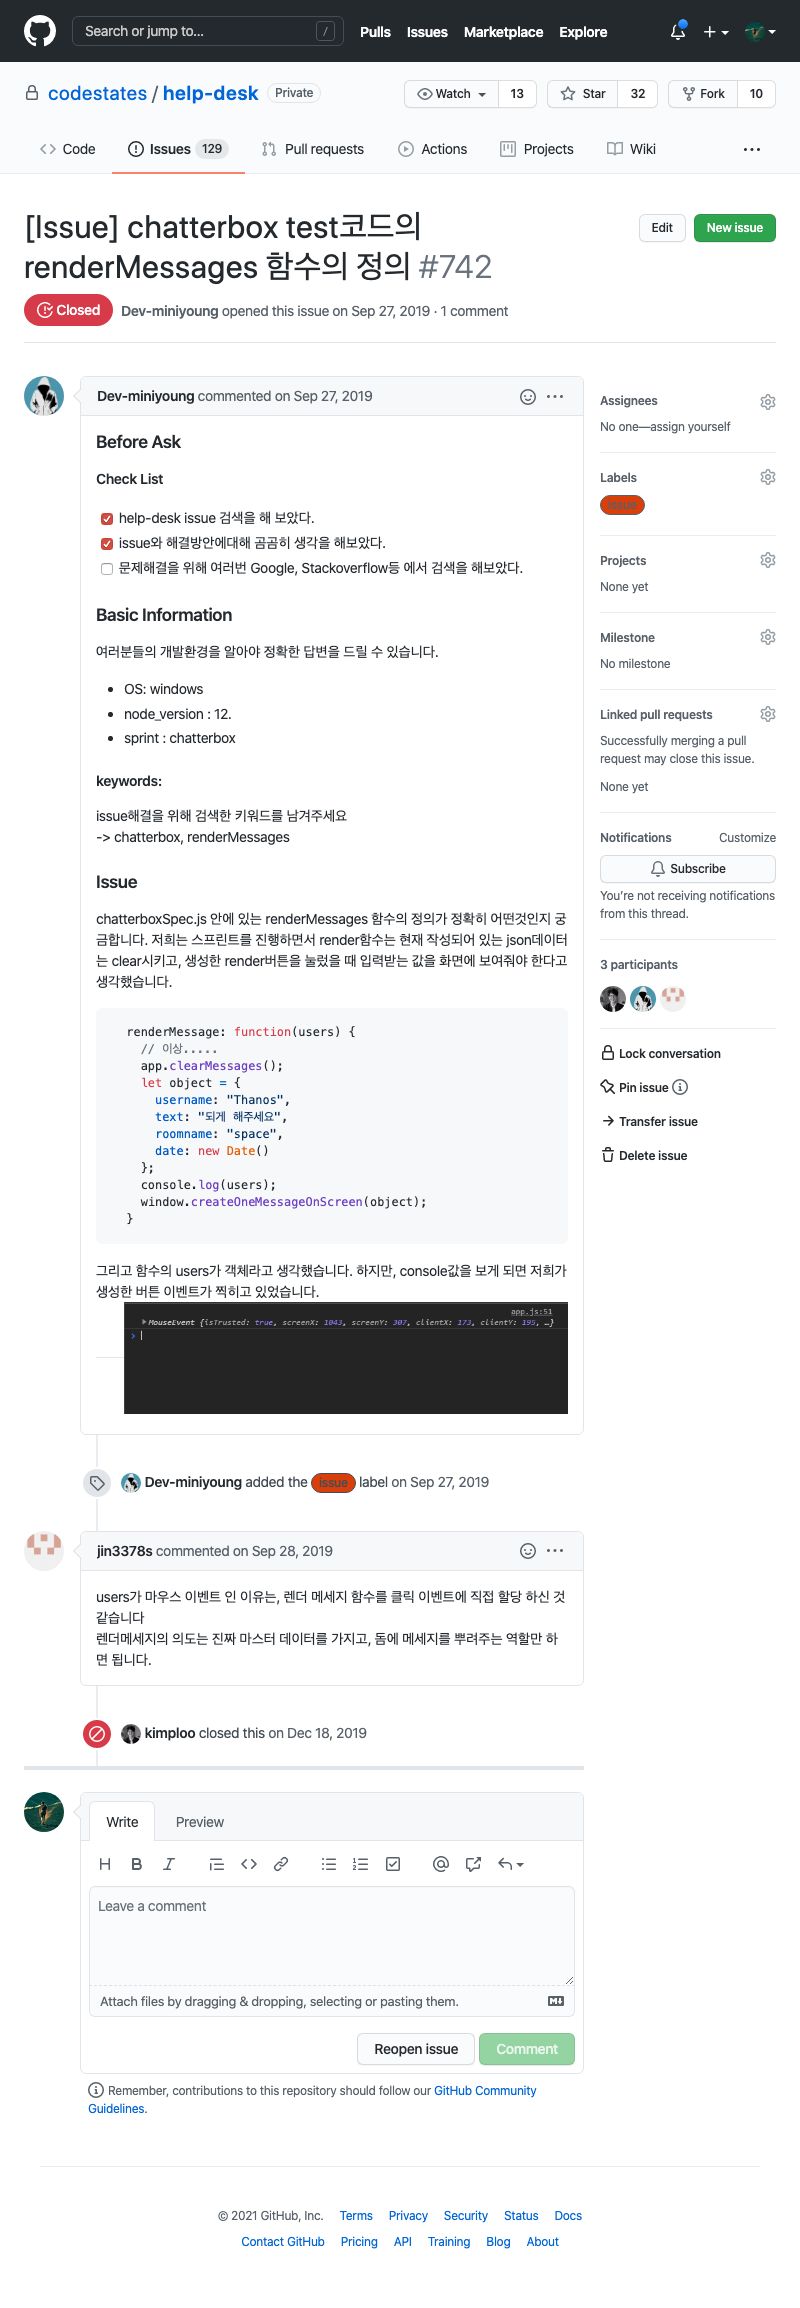 Search or jump to... /
Pulls Issues Marketplace Explore
codestates / help-desk Private
Watch 13 Star 32 Fork 10
Code Issues 129 Pull requests Actions Projects Wiki ...
[Issue] chatterbox test코드의
renderMessages 함수의 정의 #742
Edit New issue
Closed Dev-miniyoung opened this issue on Sep 27, 2019 · 1 comment
Dev-miniyoung commented on Sep 27, 2019
Before Ask
Check List
help-desk issue 검색을 해 보았다.
issue와 해결방안에대해 곰곰히 생각을 해보았다.
문제해결을 위해 여러번 Google, Stackoverflow등 에서 검색을 해보았다.
Basic Information
여러분들의 개발환경을 알아야 정확한 답변을 드릴 수 있습니다.
• OS: windows
• node_version : 12.
• sprint : chatterbox
keywords:
issue해결을 위해 검색한 키워드를 남겨주세요
-> chatterbox, renderMessages
Issue
chatterboxSpec.js 안에 있는 renderMessages 함수의 정의가 정확히 어떤것인지 궁
금합니다. 저희는 스프린트를 진행하면서 render함수는 현재 작성되어 있는 json데이터
는 clear시키고, 생성한 render버튼을 눌렀을 때 입력받는 값을 화면에 보여줘야 한다고
생각했습니다.
renderMessage: function(users) {
// 이상.....
app.clearMessages();
let object = {
username: "Thanos",
text: "되게 해주세요",
roomname: "space",
date: new Date()
};
console.log(users);
window.createOneMessageOnScreen(object);
}
그리고 함수의 users가 객체라고 생각했습니다. 하지만, console값을 보게 되면 저희가
생성한 버튼 이벤트가 찍히고 있었습니다.
app.js:51
MouseEvent {isTrusted: true, screenX: 1043, screenY: 307, clientX: 173, clientY: 195, …}
Dev-miniyoung added the issue label on Sep 27, 2019
jin3378s commented on Sep 28, 2019
users가 마우스 이벤트 인 이유는, 렌더 메세지 함수를 클릭 이벤트에 직접 할당 하신 것
같습니다
렌더메세지의 의도는 진짜 마스터 데이터를 가지고, 돔에 메세지를 뿌려주는 역할만 하
면 됩니다.
kimploo closed this on Dec 18, 2019
Assignees
No one—assign yourself
Labels
issue
Projects
None yet
Milestone
No milestone
Linked pull requests
Successfully merging a pull
request may close this issue.
None yet
Notifications Customize
Subscribe
You're not receiving notifications
from this thread.
3 participants
Lock conversation
Pin issue
Transfer issue
Delete issue
Write Preview
Leave a comment
Attach files by dragging & dropping, selecting or pasting them.
Reopen issue Comment
Remember, contributions to this repository should follow our GitHub Community
Guidelines.
© 2021 GitHub, Inc. Terms Privacy Security Status Docs
Contact GitHub Pricing API Training Blog About